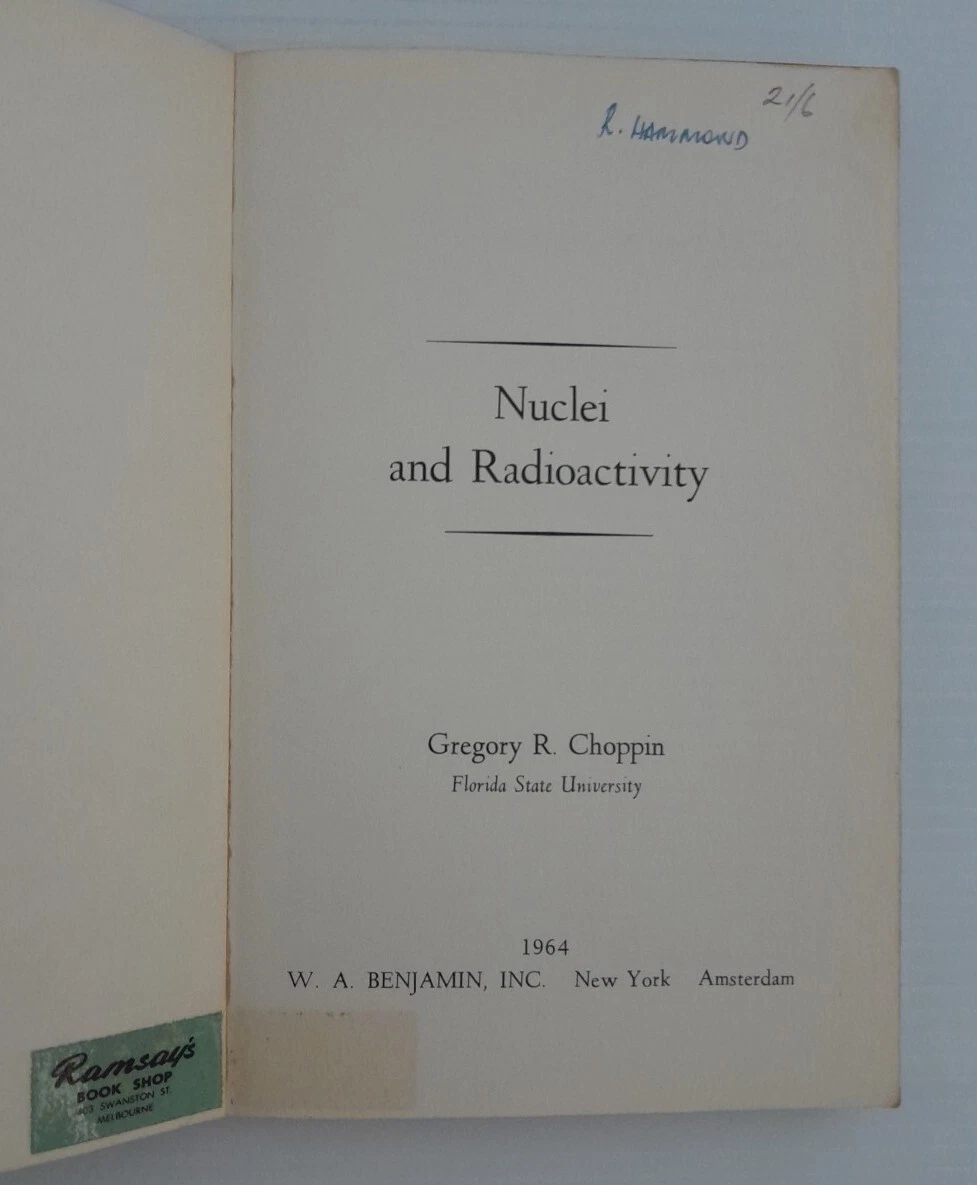 21/6
R. HAMMOND
Nuclei
and Radioactivity
Gregory R. Choppin
Florida State University
1964
W. A. BENJAMIN, INC. New York Amsterdam
Ramsay's
BOOK SHOP
SWANSTON ST.
MELBOURNE